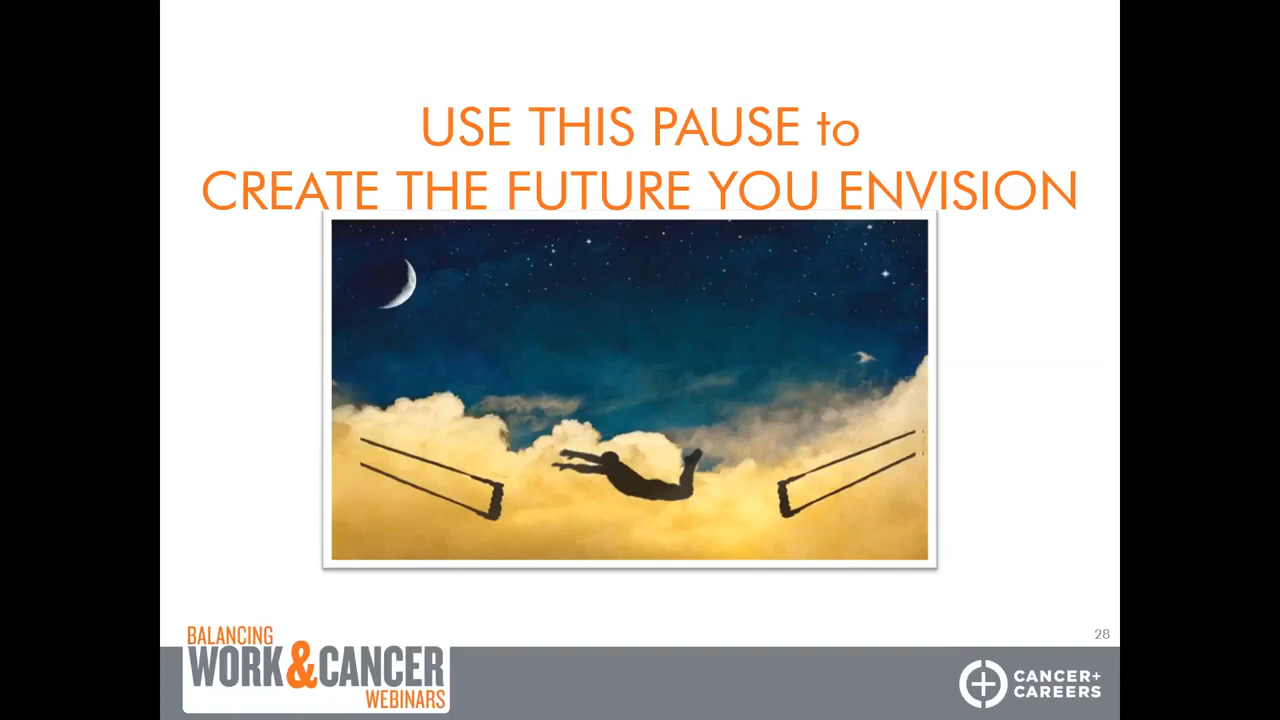 USE THIS PAUSE to
CREATE THE FUTURE YOU ENVISION
28
BALANCING
WORK & CANCER
WEBINARS
CANCER+
CAREERS